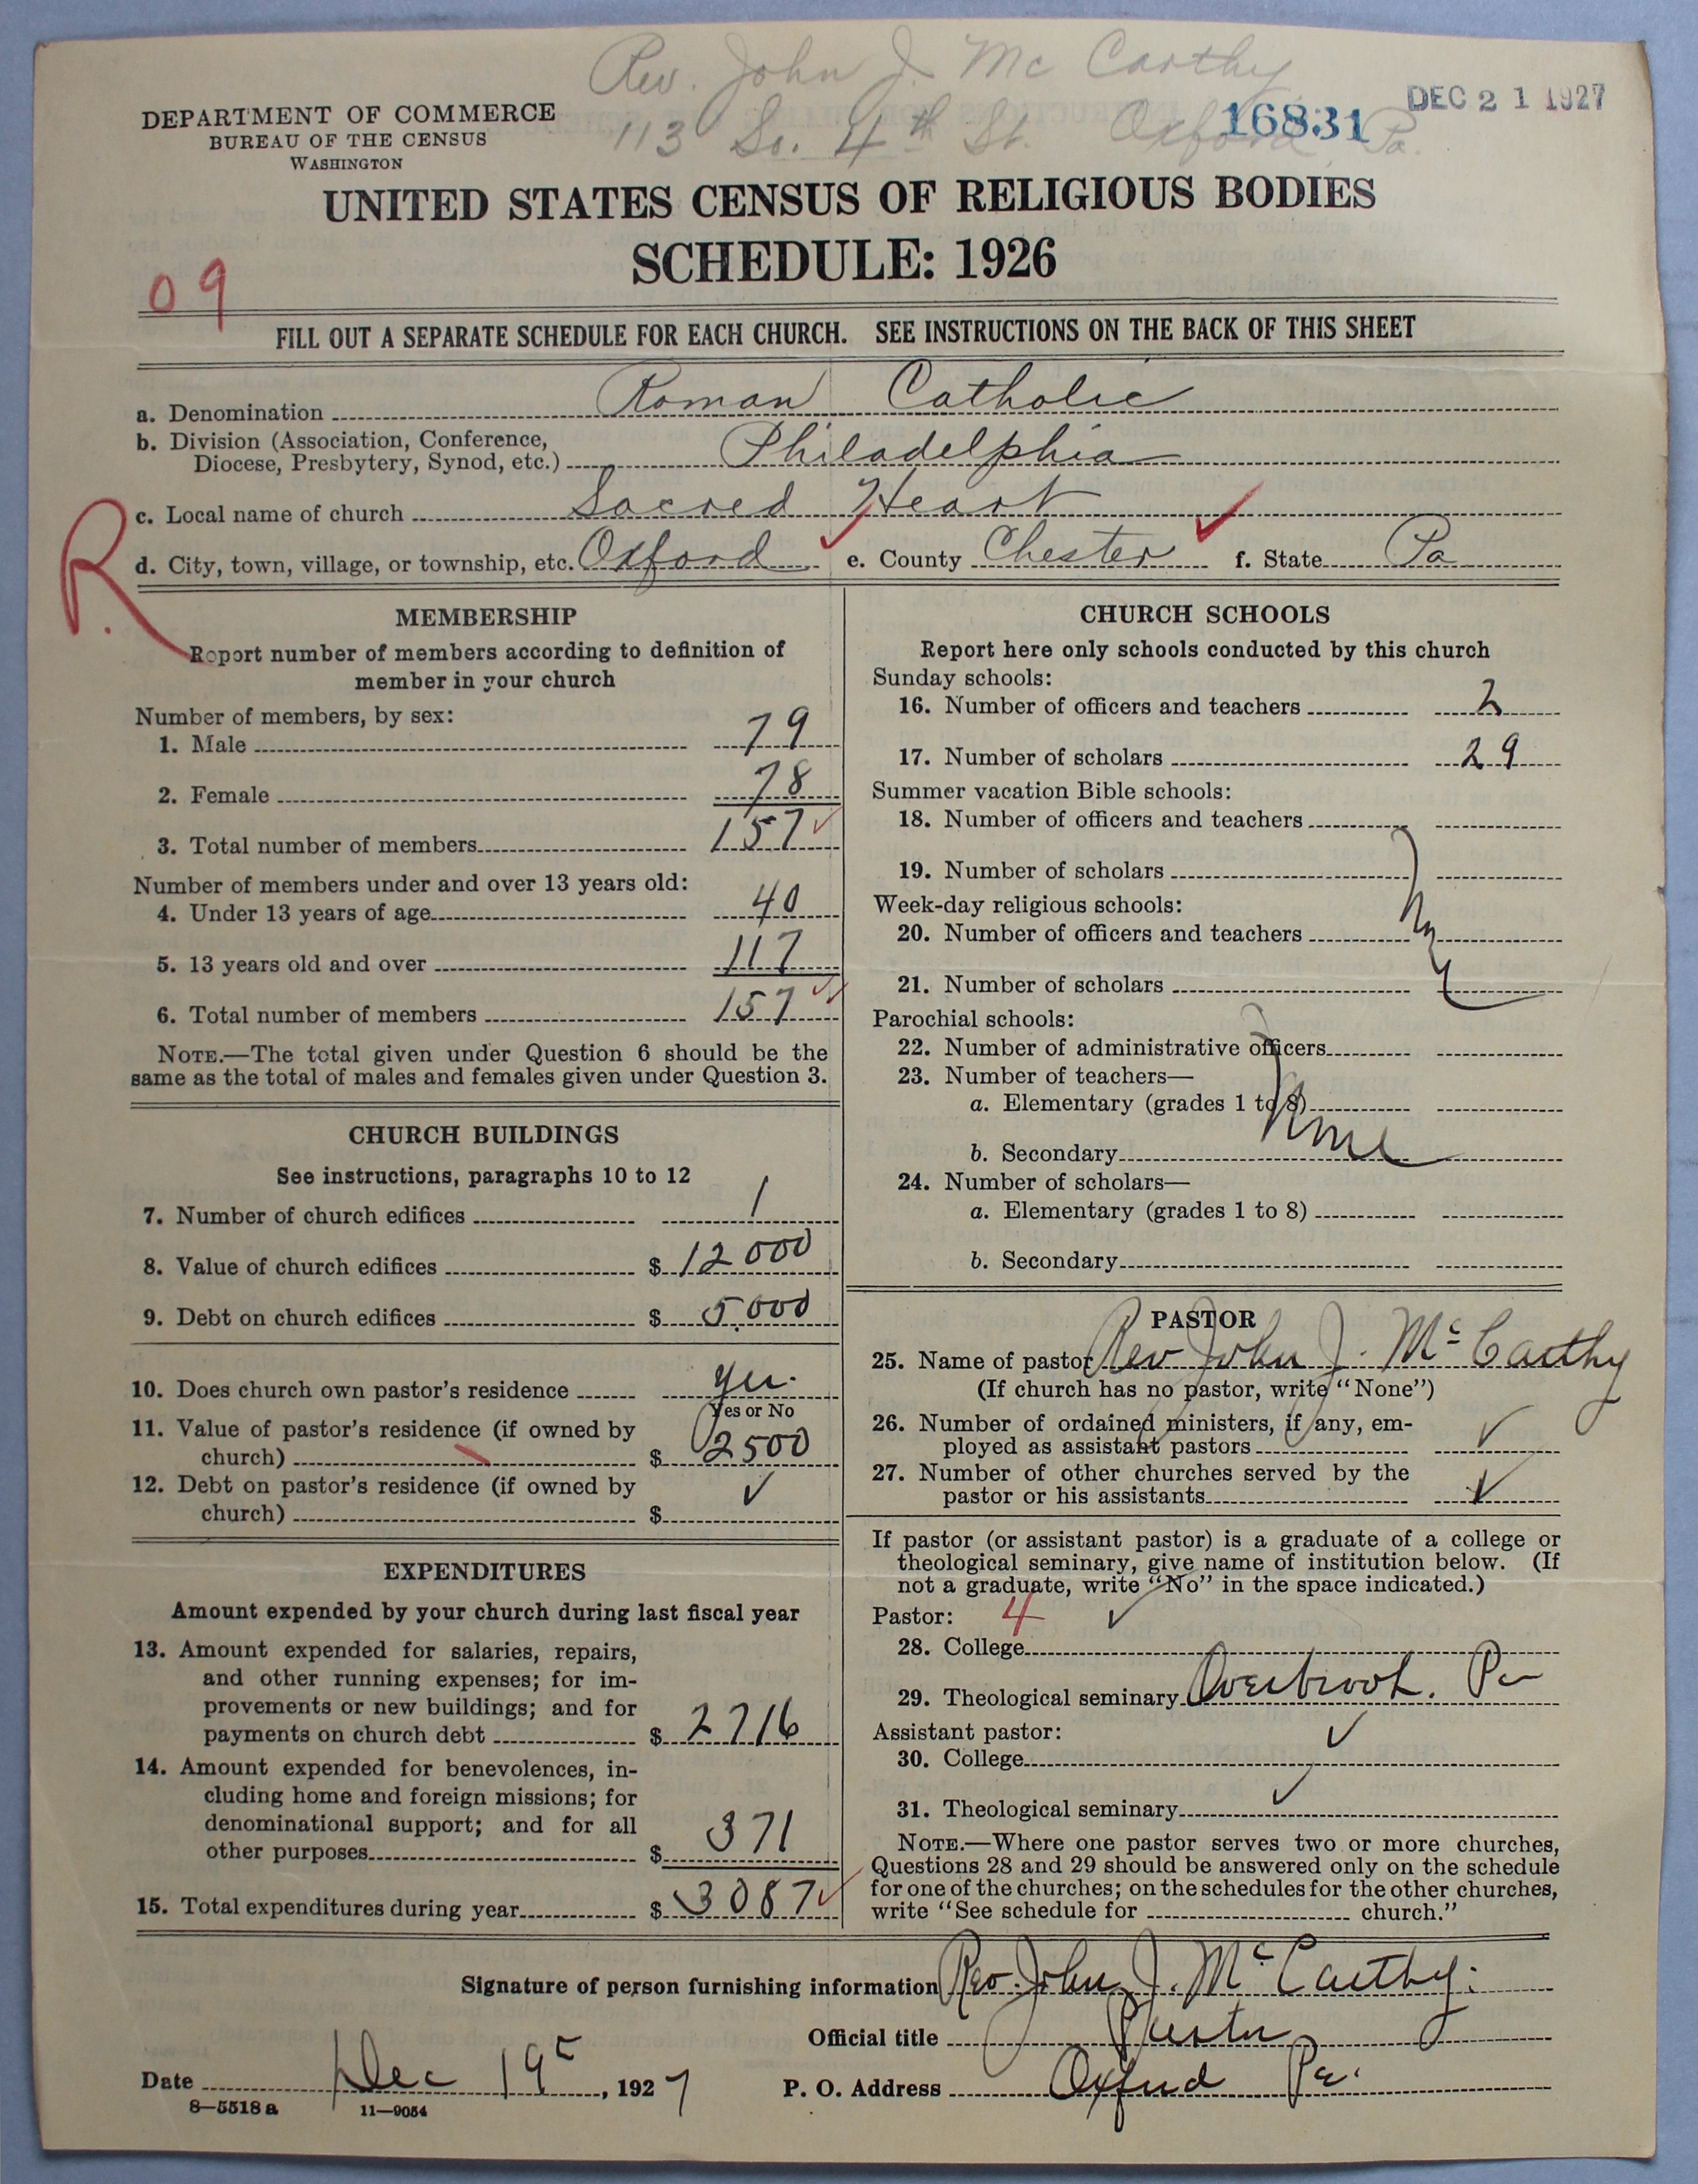 Rev. John J. Mc Carthy
113 So. 4th St. Oxford, Pa.
16831
DEC 21 1927
DEPARTMENT OF COMMERCE
BUREAU OF THE CENSUS
WASHINGTON
UNITED STATES CENSUS OF RELIGIOUS BODIES
SCHEDULE: 1926
09
FILL OUT A SEPARATE SCHEDULE FOR EACH CHURCH. SEE INSTRUCTIONS ON THE BACK OF THIS SHEET
a. Denomination Roman Catholic
b. Division (Association, Conference,
Diocese, Presbytery, Synod, etc.) Philadelphia
c. Local name of church Sacred Heart
R.
d. City, town, village, or township, etc. Oxford ✓ e. County Chester ✓ f. State Pa
MEMBERSHIP
Report number of members according to definition of
member in your church
Number of members, by sex:
1. Male 79
2. Female 78
3. Total number of members 157 ✓
Number of members under and over 13 years old:
4. Under 13 years of age 40
5. 13 years old and over 117
6. Total number of members 157 ✓✓
NOTE.—The total given under Question 6 should be the
same as the total of males and females given under Question 3.
CHURCH BUILDINGS
See instructions, paragraphs 10 to 12
7. Number of church edifices 1
8. Value of church edifices $ 12000
9. Debt on church edifices $ 5,000
10. Does church own pastor's residence yes.
Yes or No
11. Value of pastor's residence (if owned by
church) $ 2500
12. Debt on pastor's residence (if owned by
church) $ ✓
EXPENDITURES
Amount expended by your church during last fiscal year
13. Amount expended for salaries, repairs,
and other running expenses; for im-
provements or new buildings; and for
payments on church debt $ 2716
14. Amount expended for benevolences, in-
cluding home and foreign missions; for
denominational support; and for all
other purposes $ 371
15. Total expenditures during year $ 3087 ✓
CHURCH SCHOOLS
Report here only schools conducted by this church
Sunday schools:
16. Number of officers and teachers 2
17. Number of scholars 29
Summer vacation Bible schools:
18. Number of officers and teachers
19. Number of scholars
Week-day religious schools:
20. Number of officers and teachers
21. Number of scholars
Parochial schools:
22. Number of administrative officers
23. Number of teachers—
a. Elementary (grades 1 to 8)
None
b. Secondary
24. Number of scholars—
a. Elementary (grades 1 to 8)
b. Secondary
PASTOR
25. Name of pastor Rev John J. McCarthy
(If church has no pastor, write "None")
26. Number of ordained ministers, if any, em-
ployed as assistant pastors ✓
27. Number of other churches served by the
pastor or his assistants ✓
If pastor (or assistant pastor) is a graduate of a college or
theological seminary, give name of institution below. (If
not a graduate, write "No" in the space indicated.)
Pastor: 4 ✓
28. College
29. Theological seminary Overbrook. Pa
Assistant pastor:
30. College ✓
31. Theological seminary ✓
NOTE.—Where one pastor serves two or more churches,
Questions 28 and 29 should be answered only on the schedule
for one of the churches; on the schedules for the other churches,
write "See schedule for church."
Signature of person furnishing information Rev. John J. McCarthy.
Official title Rector
Date Dec 19, 1927
P. O. Address Oxford Pa.
8—5518 a
11—9054